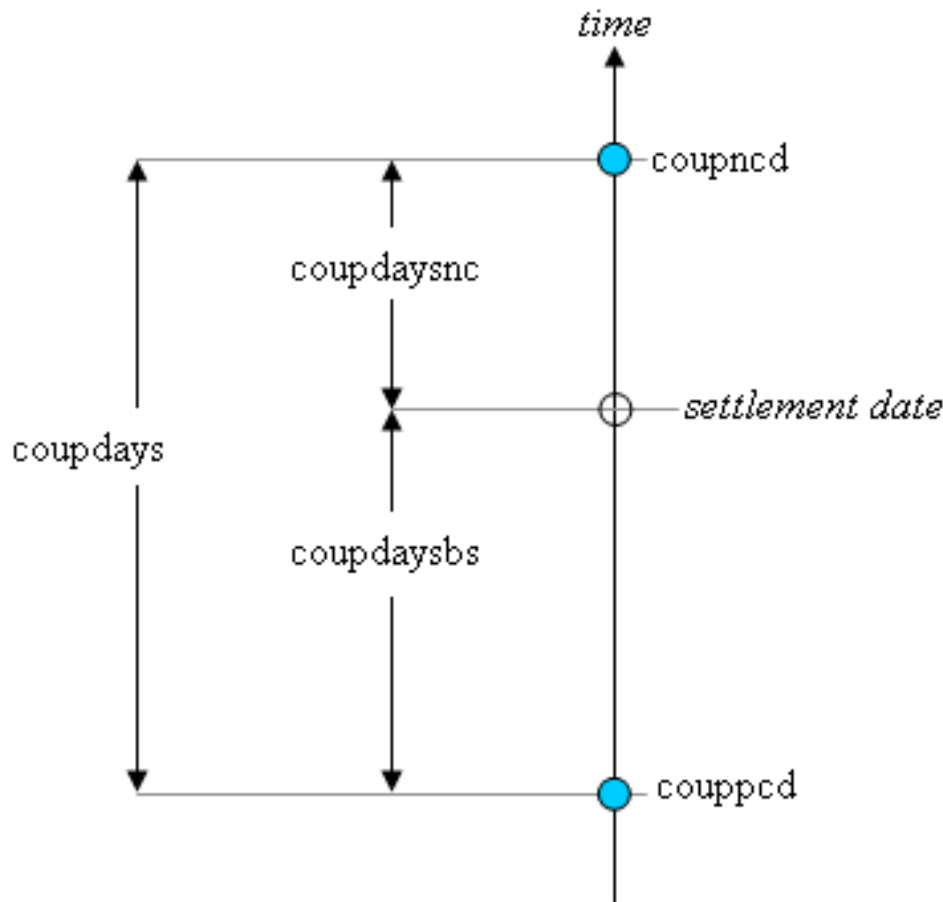 time
coupncd
coupdaysnc
settlement date
coupdays
coupdaysbs
couppcd